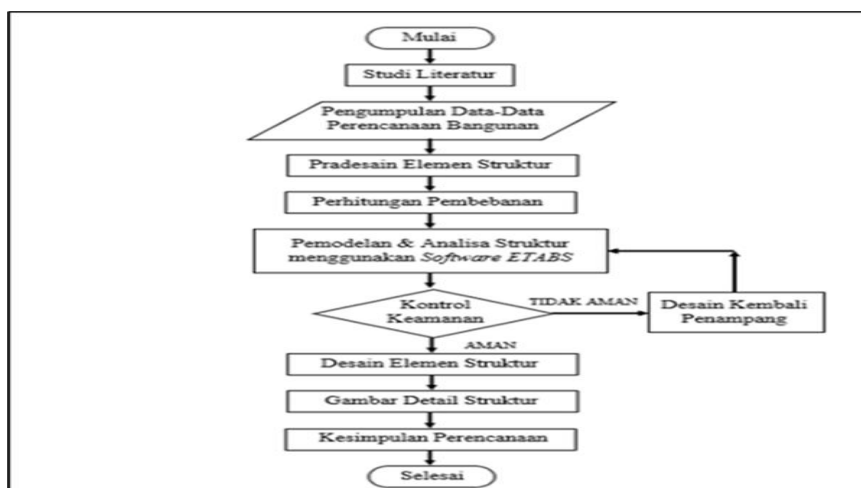 Mulai
Studi Literatur
Pengumpulan Data-Data
Perencanaan Bangunan
Pradesain Elemen Struktur
Perhitungan Pembebanan
Pemodelan & Analisa Struktur
menggunakan Software ETABS
Kontrol
Keamanan
TIDAK AMAN
Desain Kembali
Penampang
AMAN
Desain Elemen Struktur
Gambar Detail Struktur
Kesimpulan Perencanaan
Selesai